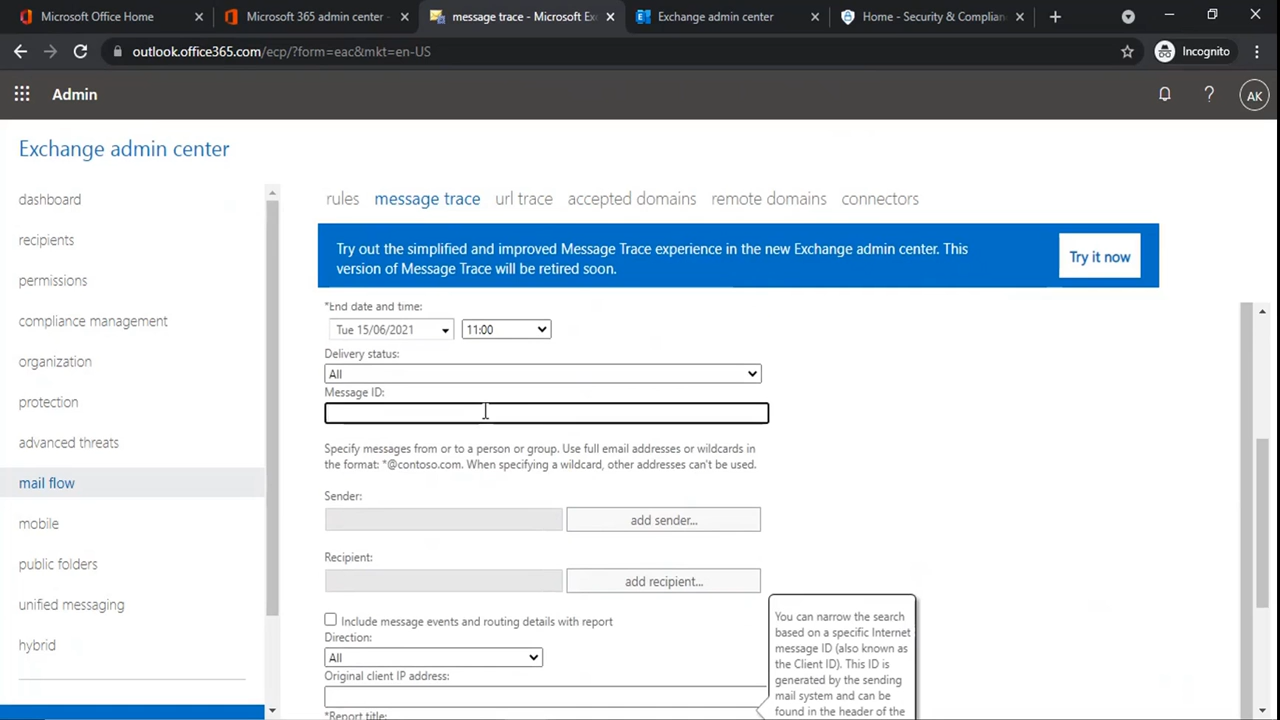 Microsoft Office Home
Microsoft 365 admin center -
message trace - Microsoft Ex
Exchange admin center
Home - Security & Complian
outlook.office365.com/ecp/?form=eac&mkt=en-US
Incognito
Admin
AK
Exchange admin center
dashboard
recipients
permissions
compliance management
organization
protection
advanced threats
mail flow
mobile
public folders
unified messaging
hybrid
rules message trace url trace accepted domains remote domains connectors
Try out the simplified and improved Message Trace experience in the new Exchange admin center. This
version of Message Trace will be retired soon.
Try it now
*End date and time:
Tue 15/06/2021 11:00
Delivery status:
All
Message ID:
Specify messages from or to a person or group. Use full email addresses or wildcards in
the format: *@contoso.com. When specifying a wildcard, other addresses can't be used.
Sender:
add sender...
Recipient:
add recipient...
Include message events and routing details with report
Direction:
All
Original client IP address:
*Report title:
You can narrow the search
based on a specific Internet
message ID (also known as
the Client ID). This ID is
generated by the sending
mail system and can be
found in the header of the